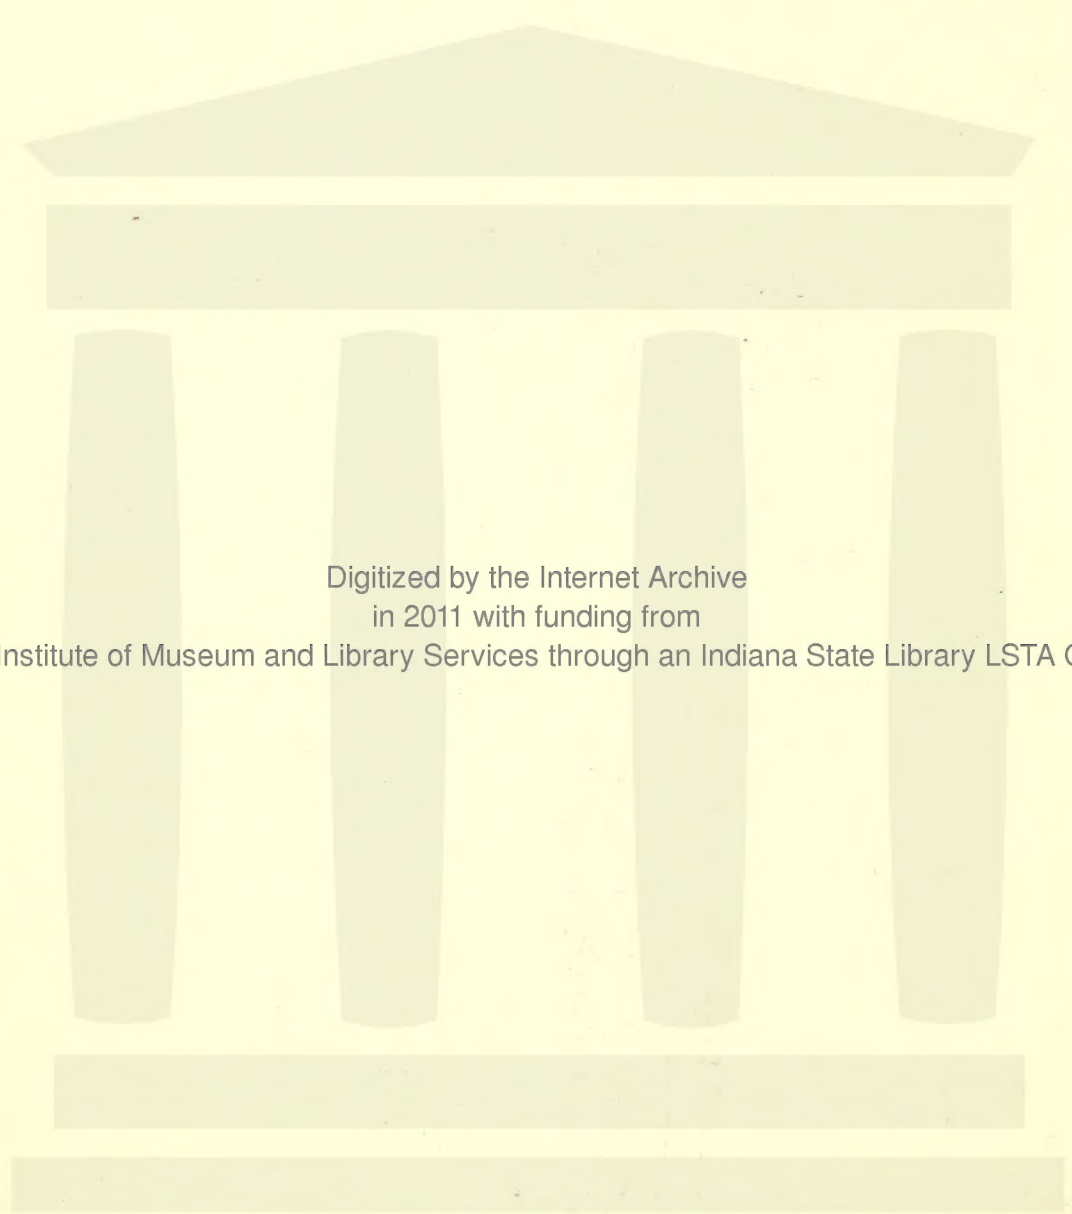 Digitized by the Internet Archive
in 2011 with funding from
Institute of Museum and Library Services through an Indiana State Library LSTA